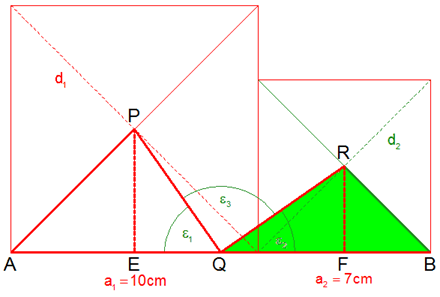 d₁
P
d₂
R
ε₃
ε₁
ε₂
A
E
Q
F
B
a₁ = 10cm
a₂ = 7cm